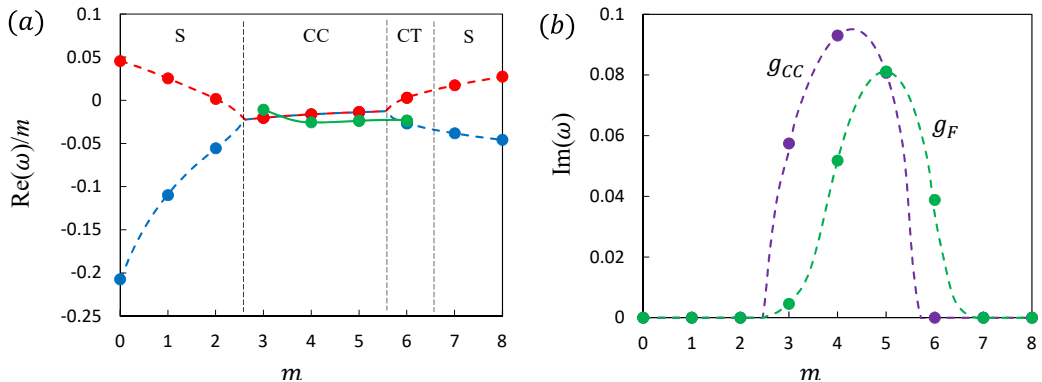 (a)
S CC CT S
0.1
0.05
0
-0.05
-0.1
-0.15
-0.2
-0.25
Re(ω)/m
0 1 2 3 4 5 6 7 8
m
(b)
g_CC
g_F
0.1
0.08
0.06
0.04
0.02
0
Im(ω)
0 1 2 3 4 5 6 7 8
m